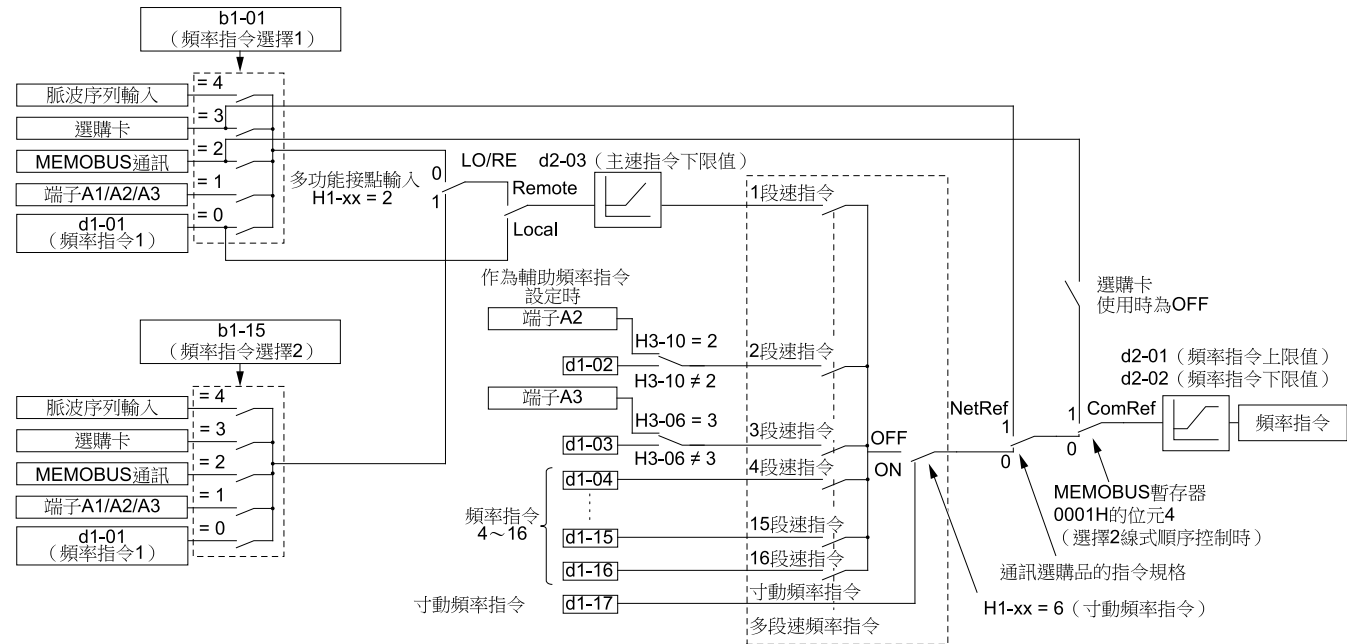 b1-01
（頻率指令選擇1）
脈波序列輸入
= 4
選購卡
= 3
MEMOBUS通訊
= 2
端子A1/A2/A3
= 1
d1-01
（頻率指令1）
= 0
多功能接點輸入
H1-xx = 2
0
1
LO/RE
Remote
Local
d2-03（主速指令下限值）
1段速指令
作為輔助頻率指令
設定時
端子A2
H3-10 = 2
d1-02
H3-10 ≠ 2
2段速指令
端子A3
H3-06 = 3
d1-03
H3-06 ≠ 3
3段速指令
d1-04
4段速指令
頻率指令
4～16
d1-15
15段速指令
d1-16
16段速指令
寸動頻率指令
d1-17
寸動頻率指令
多段速頻率指令
OFF
ON
b1-15
（頻率指令選擇2）
脈波序列輸入
= 4
選購卡
= 3
MEMOBUS通訊
= 2
端子A1/A2/A3
= 1
d1-01
（頻率指令1）
= 0
選購卡
使用時為OFF
d2-01（頻率指令上限值）
d2-02（頻率指令下限值）
NetRef
1
0
1
0
ComRef
頻率指令
MEMOBUS暫存器
0001H的位元4
（選擇2線式順序控制時）
通訊選購品的指令規格
H1-xx = 6（寸動頻率指令）